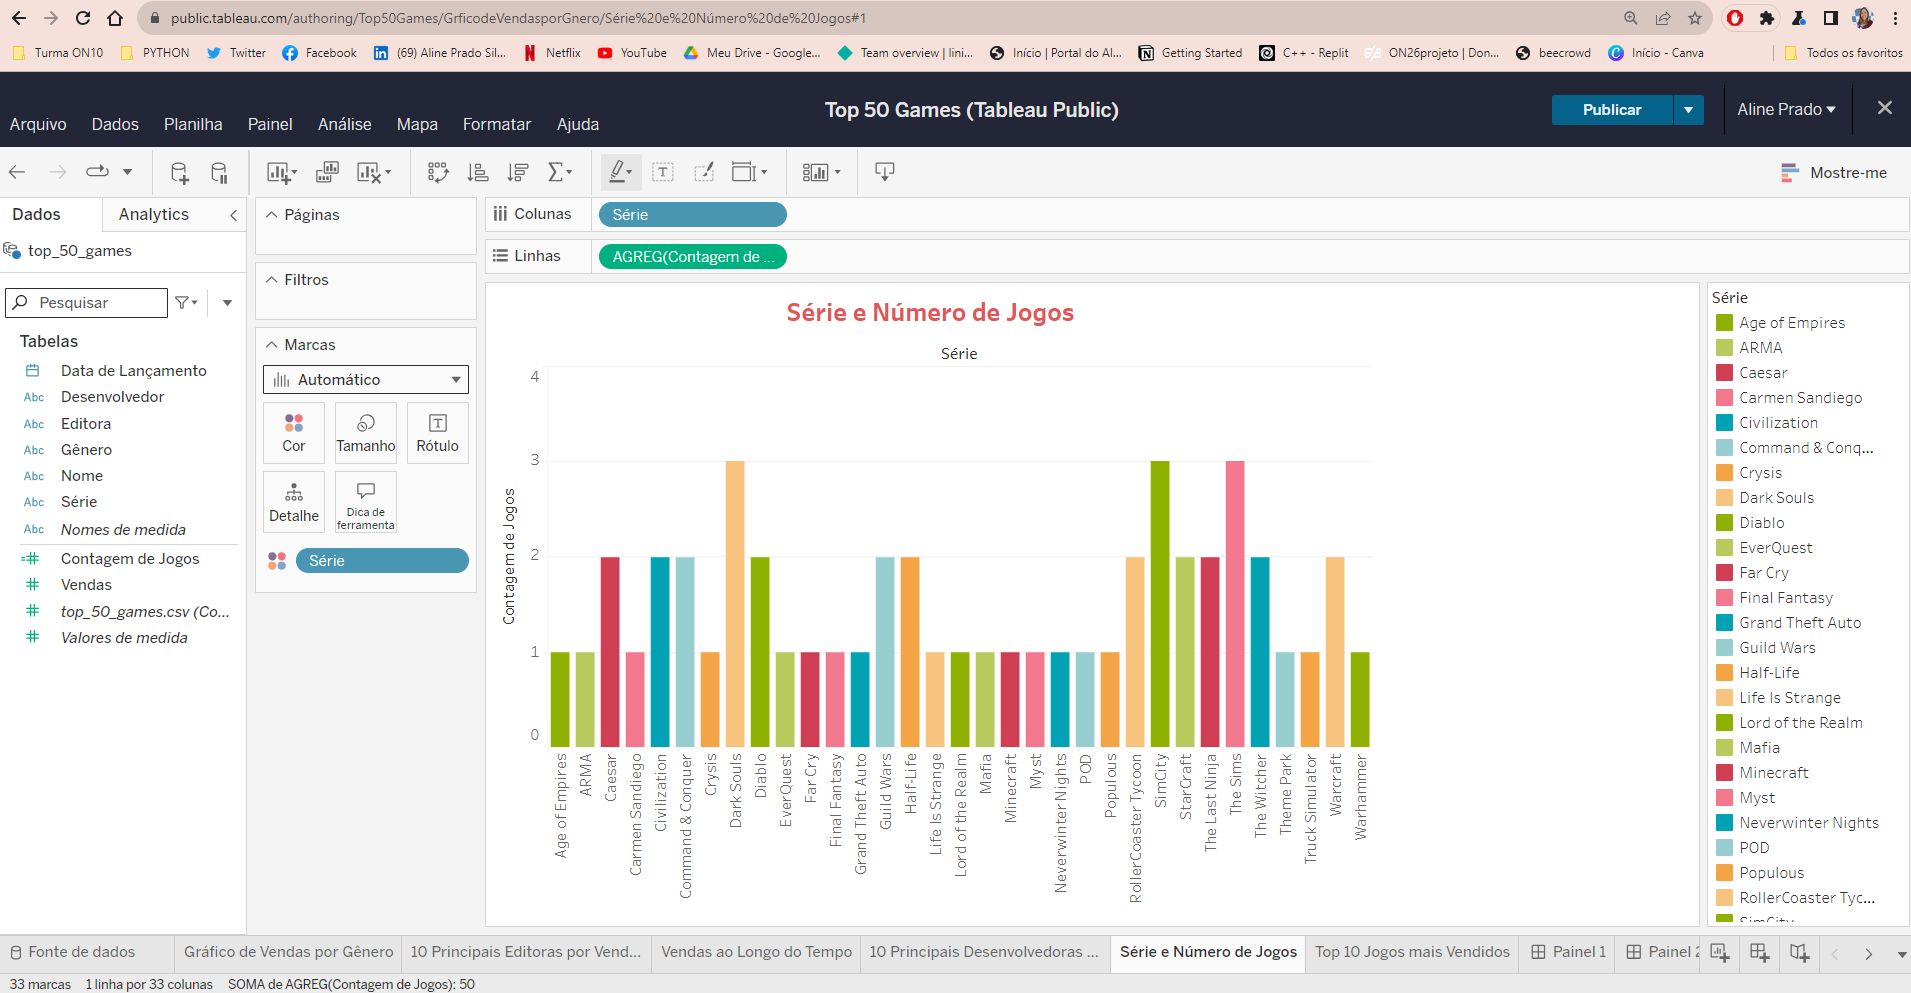 public.tableau.com/authoring/Top50Games/GrficodeVendasporGnero/Série%20e%20Número%20de%20Jogos#1
Turma ON10 PYTHON Twitter Facebook (69) Aline Prado Sil... Netflix YouTube Meu Drive - Google... Team overview | lini... Início | Portal do Al... Getting Started C++ - Replit ON26projeto | Don... beecrowd Início - Canva Todos os favoritos
Top 50 Games (Tableau Public)
Publicar
Aline Prado
Arquivo Dados Planilha Painel Análise Mapa Formatar Ajuda
Mostre-me
Dados Analytics
top_50_games
Pesquisar
Tabelas
Data de Lançamento
Abc Desenvolvedor
Abc Editora
Abc Gênero
Abc Nome
Abc Série
Abc Nomes de medida
Contagem de Jogos
Vendas
top_50_games.csv (Co...
Valores de medida
Páginas
Filtros
Marcas
Automático
Cor Tamanho Rótulo
Detalhe
Dica de
ferramenta
Série
Colunas Série
Linhas AGREG(Contagem de ...
Série e Número de Jogos
Série
Contagem de Jogos
4
3
2
1
0
Age of Empires
ARMA
Caesar
Carmen Sandiego
Civilization
Command & Conquer
Crysis
Dark Souls
Diablo
EverQuest
Far Cry
Final Fantasy
Grand Theft Auto
Guild Wars
Half-Life
Life Is Strange
Lord of the Realm
Mafia
Minecraft
Myst
Neverwinter Nights
POD
Populous
RollerCoaster Tycoon
SimCity
StarCraft
The Last Ninja
The Sims
The Witcher
Theme Park
Truck Simulator
Warcraft
Warhammer
Série
Age of Empires
ARMA
Caesar
Carmen Sandiego
Civilization
Command & Conq...
Crysis
Dark Souls
Diablo
EverQuest
Far Cry
Final Fantasy
Grand Theft Auto
Guild Wars
Half-Life
Life Is Strange
Lord of the Realm
Mafia
Minecraft
Myst
Neverwinter Nights
POD
Populous
RollerCoaster Tyc...
SimCity
Fonte de dados Gráfico de Vendas por Gênero 10 Principais Editoras por Vend... Vendas ao Longo do Tempo 10 Principais Desenvolvedoras ... Série e Número de Jogos Top 10 Jogos mais Vendidos Painel 1 Painel 2
33 marcas 1 linha por 33 colunas SOMA de AGREG(Contagem de Jogos): 50